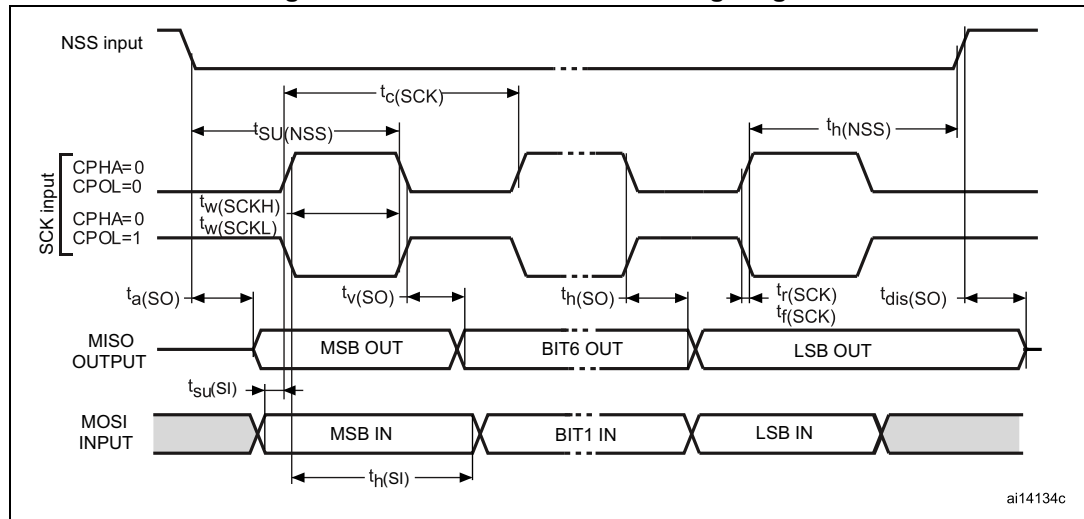 NSS input
tc(SCK)
tSU(NSS)
th(NSS)
SCK input
CPHA=0
CPOL=0
tw(SCKH)
CPHA=0
tw(SCKL)
CPOL=1
ta(SO)
tv(SO)
th(SO)
tr(SCK)
tf(SCK)
tdis(SO)
MISO
OUTPUT
MSB OUT
BIT6 OUT
LSB OUT
tsu(SI)
MOSI
INPUT
MSB IN
BIT1 IN
LSB IN
th(SI)
ai14134c